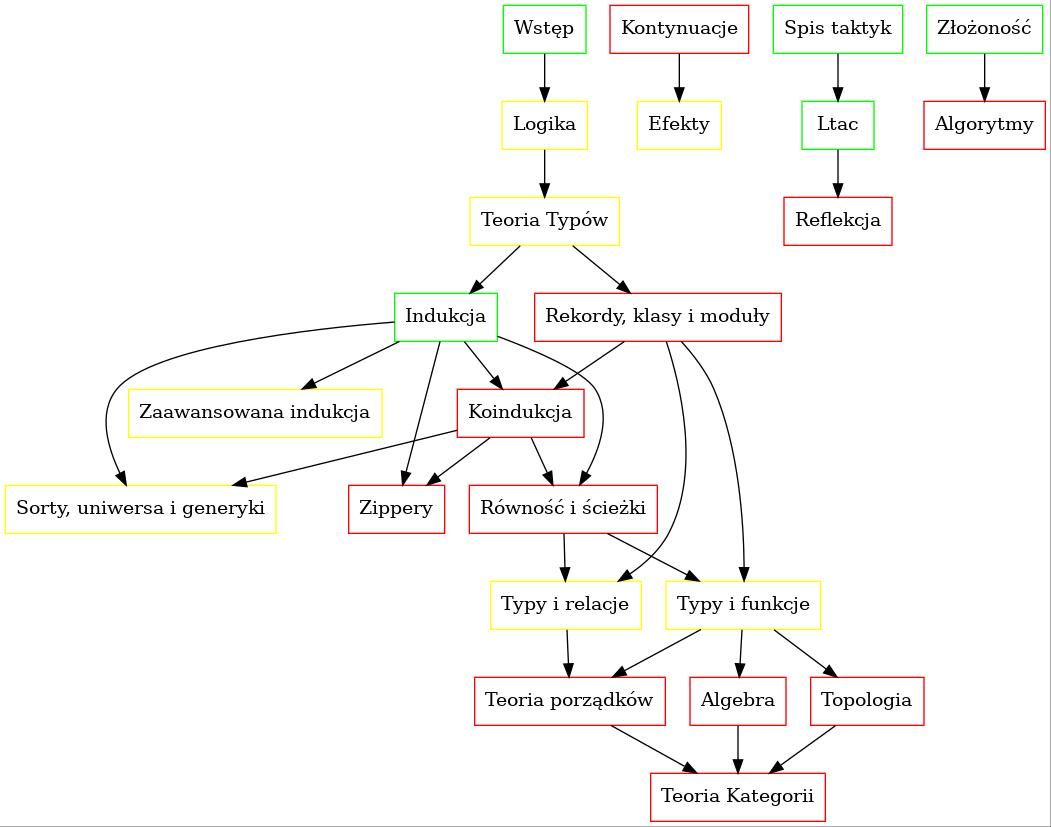 Wstęp
Kontynuacje
Spis taktyk
Złożoność
Logika
Efekty
Ltac
Algorytmy
Teoria Typów
Reflekcja
Indukcja
Rekordy, klasy i moduły
Zaawansowana indukcja
Koindukcja
Sorty, uniwersa i generyki
Zippery
Równość i ścieżki
Typy i relacje
Typy i funkcje
Teoria porządków
Algebra
Topologia
Teoria Kategorii